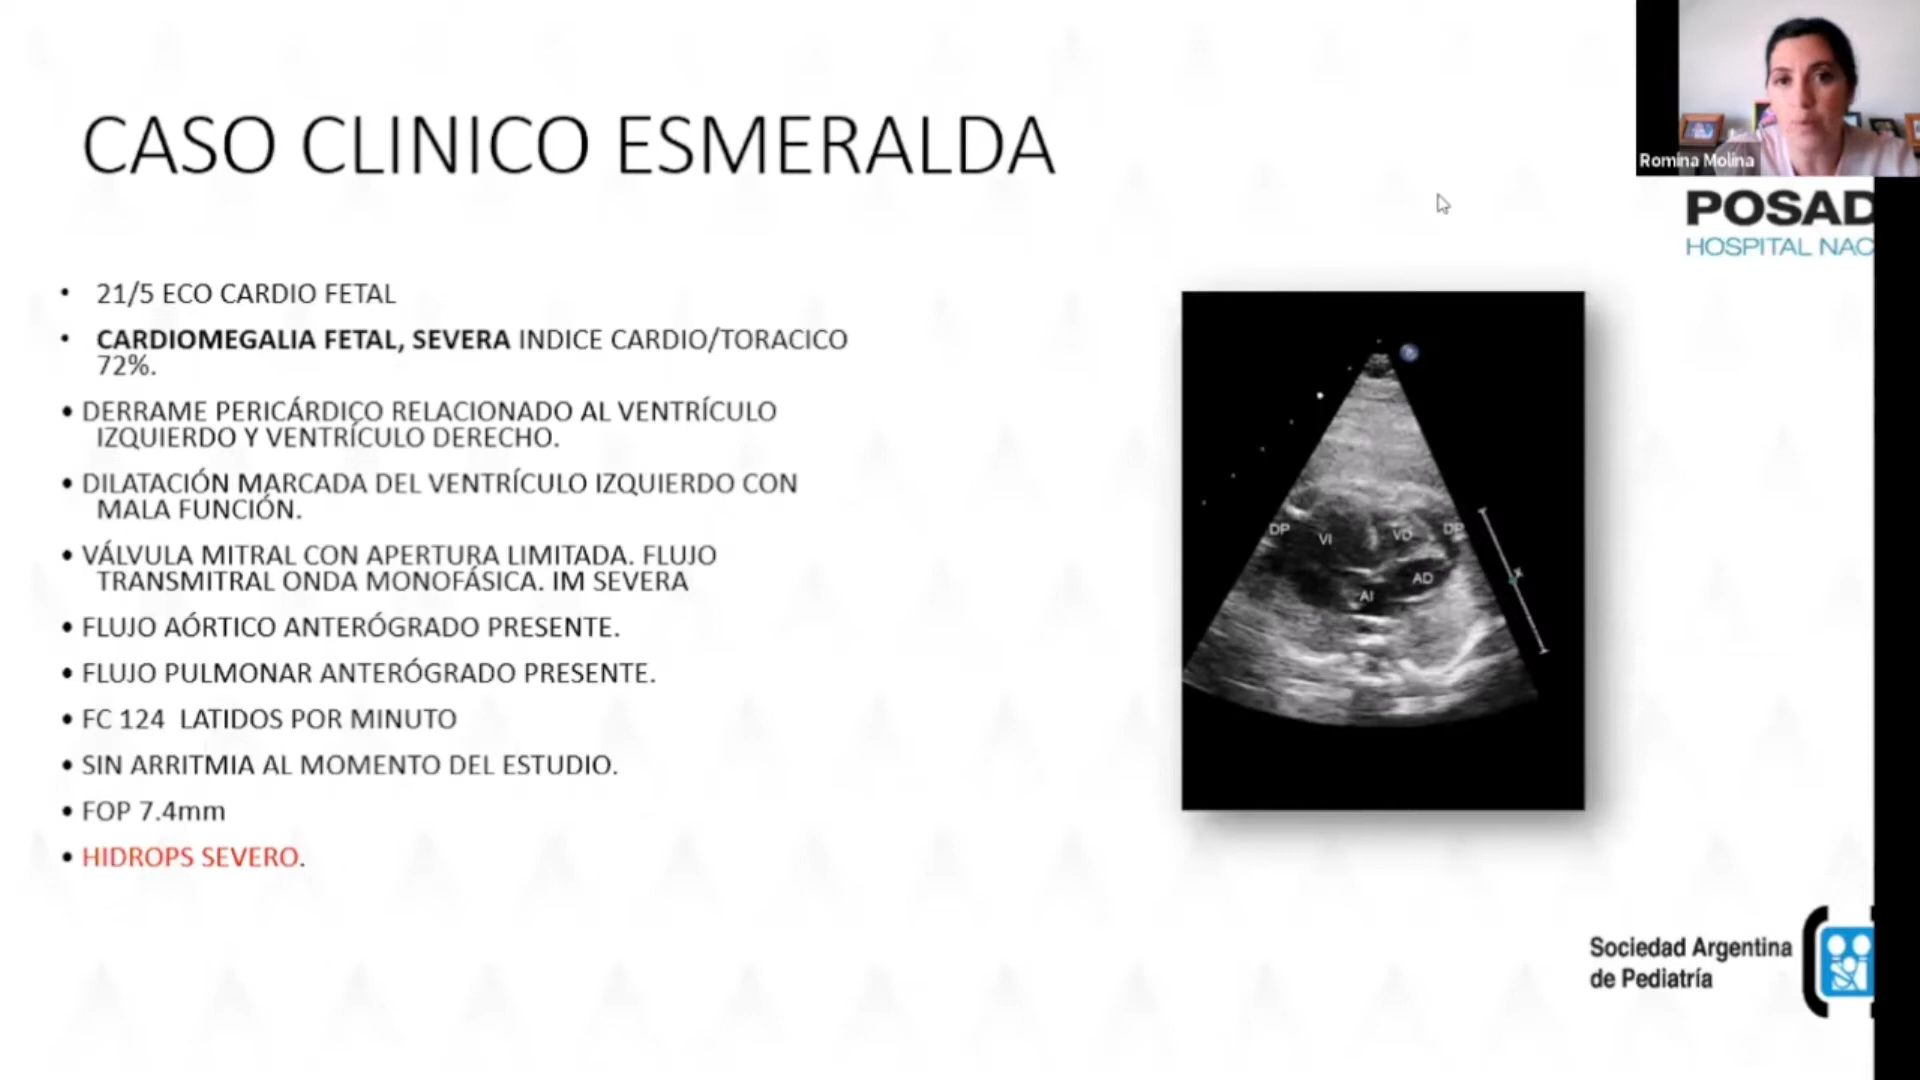 CASO CLINICO ESMERALDA
Romina Molina
POSAD
HOSPITAL NAC
• 21/5 ECO CARDIO FETAL
• CARDIOMEGALIA FETAL, SEVERA INDICE CARDIO/TORACICO
72%.
• DERRAME PERICÁRDICO RELACIONADO AL VENTRÍCULO
IZQUIERDO Y VENTRÍCULO DERECHO.
• DILATACIÓN MARCADA DEL VENTRÍCULO IZQUIERDO CON
MALA FUNCIÓN.
• VÁLVULA MITRAL CON APERTURA LIMITADA. FLUJO
TRANSMITRAL ONDA MONOFÁSICA. IM SEVERA
• FLUJO AÓRTICO ANTERÓGRADO PRESENTE.
• FLUJO PULMONAR ANTERÓGRADO PRESENTE.
• FC 124  LATIDOS POR MINUTO
• SIN ARRITMIA AL MOMENTO DEL ESTUDIO.
• FOP 7.4mm
• HIDROPS SEVERO.
DP VI VD DP
AD
AI
Sociedad Argentina
de Pediatría